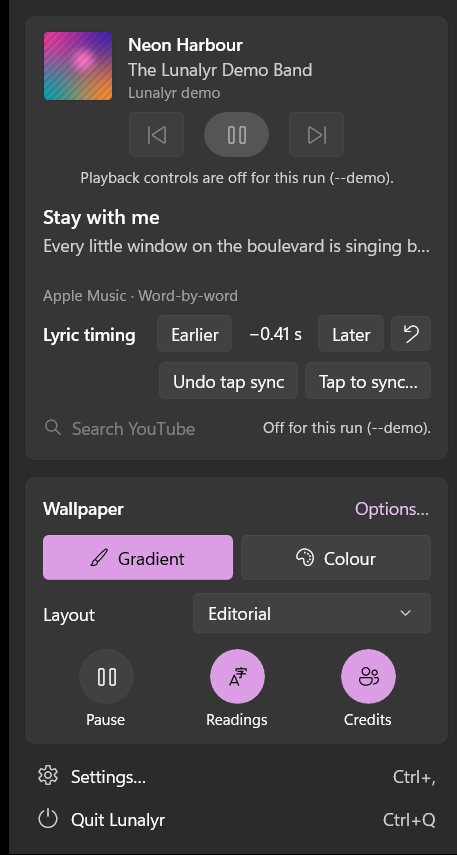 Neon Harbour
The Lunalyr Demo Band
Lunalyr demo
Playback controls are off for this run (--demo).
Stay with me
Every little window on the boulevard is singing b...
Apple Music · Word-by-word
Lyric timing Earlier −0.41 s Later
Undo tap sync Tap to sync...
Search YouTube Off for this run (--demo).
Wallpaper Options...
Gradient Colour
Layout Editorial
Pause Readings Credits
Settings... Ctrl+,
Quit Lunalyr Ctrl+Q